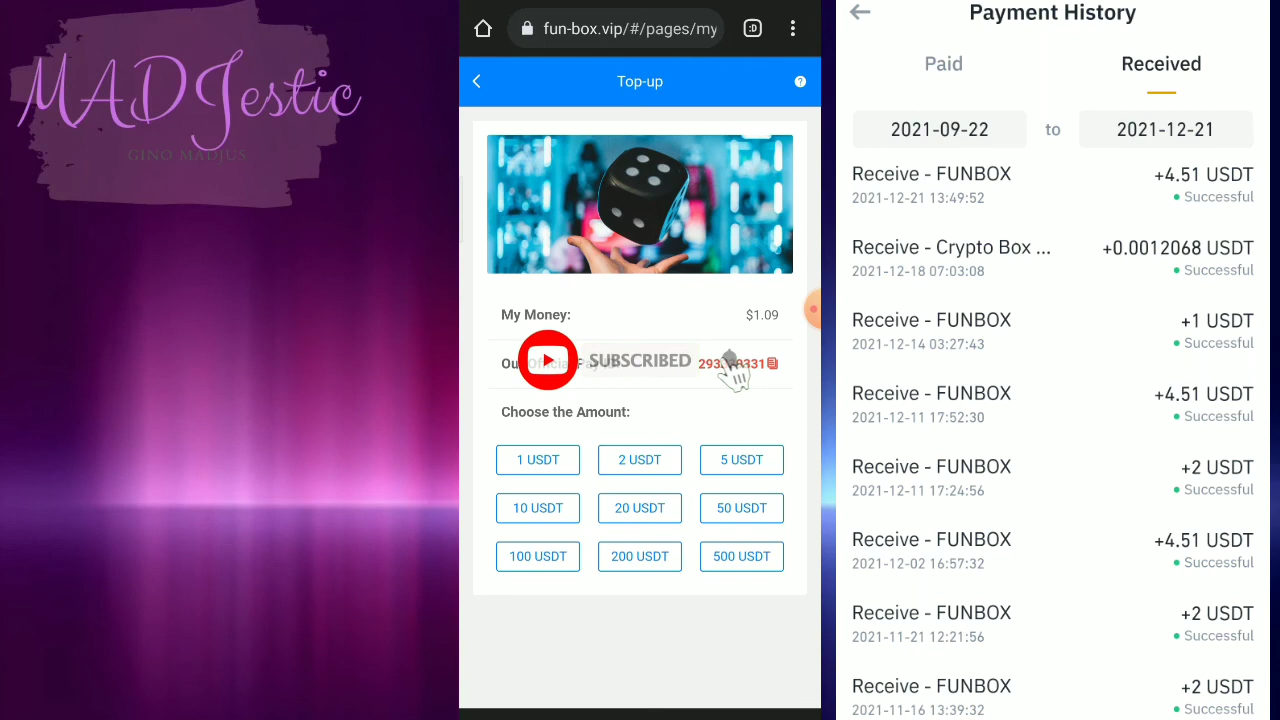 MADJestic
GINO MADJUS
fun-box.vip/#/pages/my
:D
Top-up
?
My Money:
$1.09
SUBSCRIBED
Choose the Amount:
1 USDT
2 USDT
5 USDT
10 USDT
20 USDT
50 USDT
100 USDT
200 USDT
500 USDT
Payment History
Paid
Received
2021-09-22
to
2021-12-21
Receive - FUNBOX
+4.51 USDT
2021-12-21 13:49:52
Successful
Receive - Crypto Box ...
+0.0012068 USDT
2021-12-18 07:03:08
Successful
Receive - FUNBOX
+1 USDT
2021-12-14 03:27:43
Successful
Receive - FUNBOX
+4.51 USDT
2021-12-11 17:52:30
Successful
Receive - FUNBOX
+2 USDT
2021-12-11 17:24:56
Successful
Receive - FUNBOX
+4.51 USDT
2021-12-02 16:57:32
Successful
Receive - FUNBOX
+2 USDT
2021-11-21 12:21:56
Successful
Receive - FUNBOX
+2 USDT
2021-11-16 13:39:32
Successful